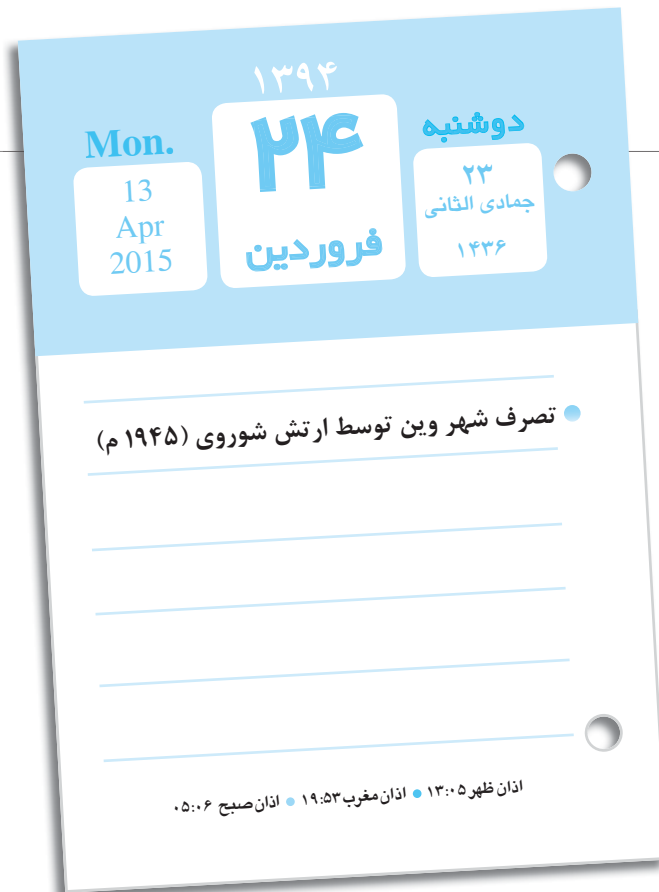 ۱۳۹۴
دوشنبه
۲۳
جمادی الثانی
۱۴۳۶
۲۴
فروردین
Mon.
13
Apr
2015
تصرف شهر وین توسط ارتش شوروی (۱۹۴۵ م)
اذان ظهر ۱۳:۰۵ ● اذان مغرب ۱۹:۵۳ ● اذان صبح ۰۵:۰۶